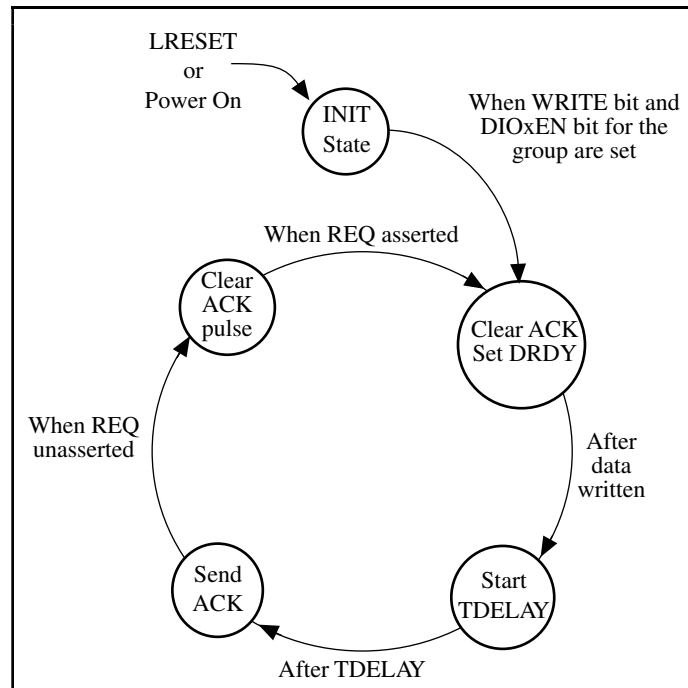 LRESET
or
Power On
INIT
State
When WRITE bit and
DIOxEN bit for the
group are set
When REQ asserted
Clear
ACK
pulse
Clear ACK
Set DRDY
When REQ
unasserted
After
data
written
Send
ACK
Start
TDELAY
After TDELAY